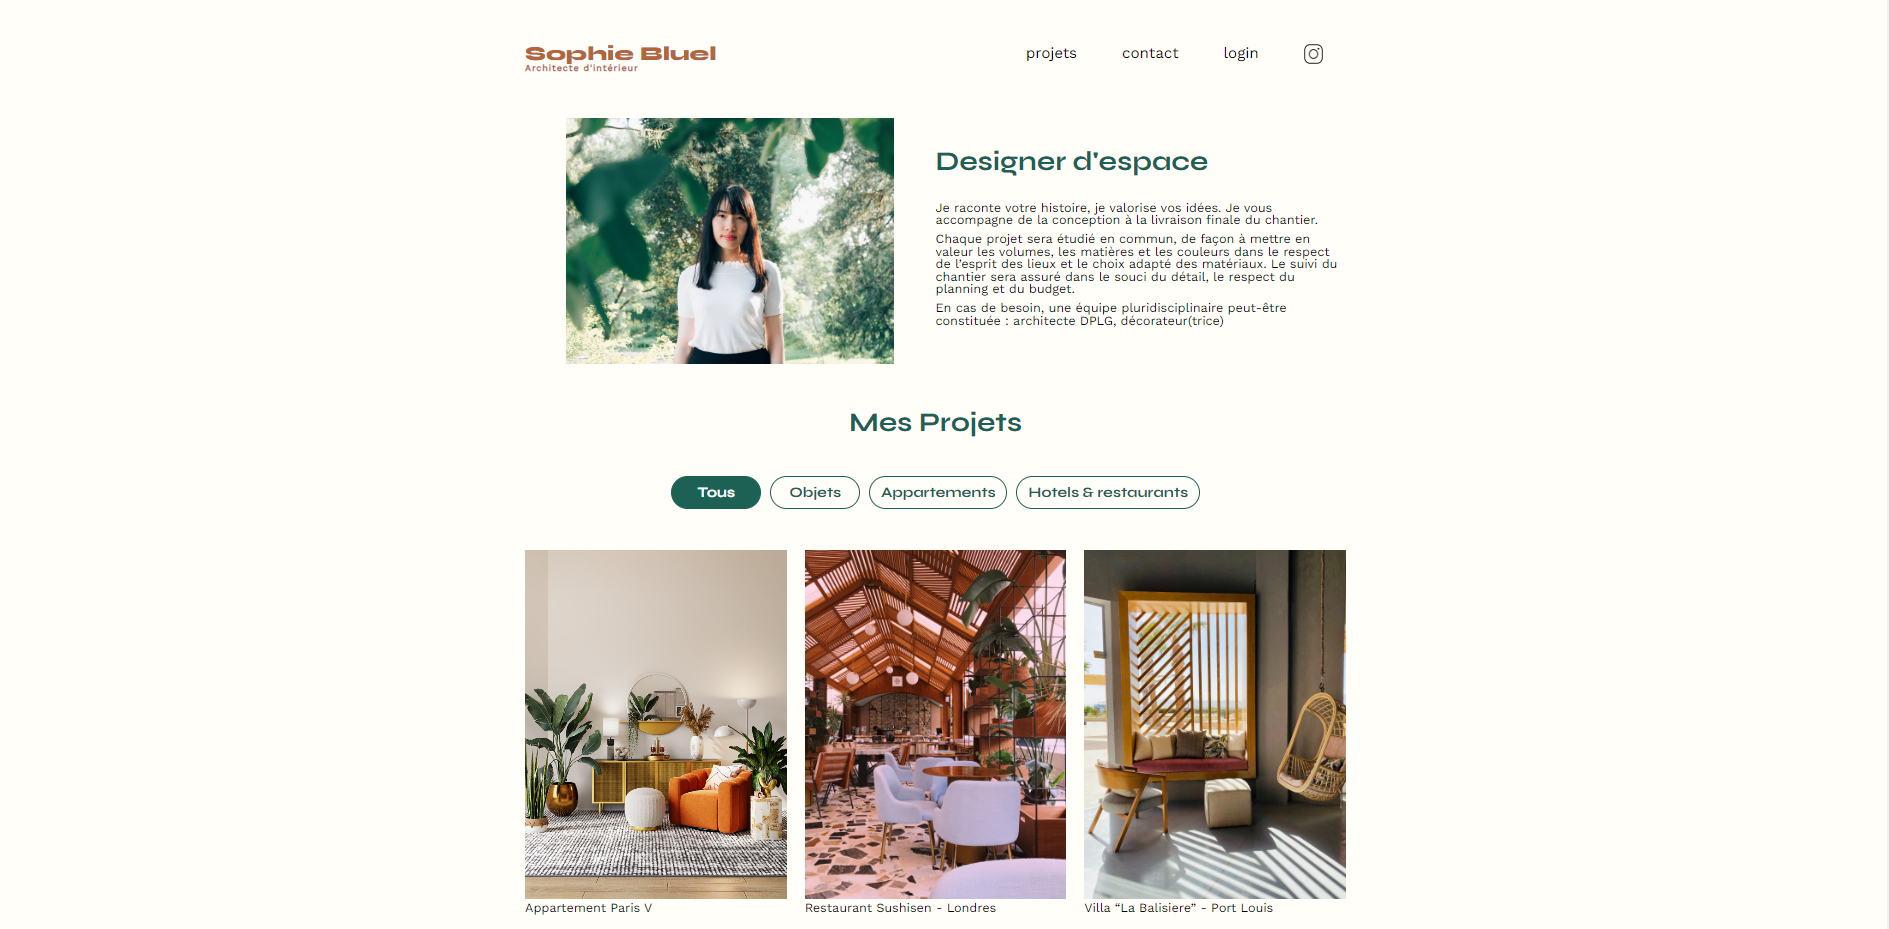 Sophie Bluel
Architecte d'intérieur
projets
contact
login
Designer d'espace
Je raconte votre histoire, je valorise vos idées. Je vous
accompagne de la conception à la livraison finale du chantier.
Chaque projet sera étudié en commun, de façon à mettre en
valeur les volumes, les matières et les couleurs dans le respect
de l’esprit des lieux et le choix adapté des matériaux. Le suivi du
chantier sera assuré dans le souci du détail, le respect du
planning et du budget.
En cas de besoin, une équipe pluridisciplinaire peut-être
constituée : architecte DPLG, décorateur(trice)
Mes Projets
Tous
Objets
Appartements
Hotels & restaurants
Appartement Paris V
Restaurant Sushisen - Londres
Villa “La Balisiere” - Port Louis